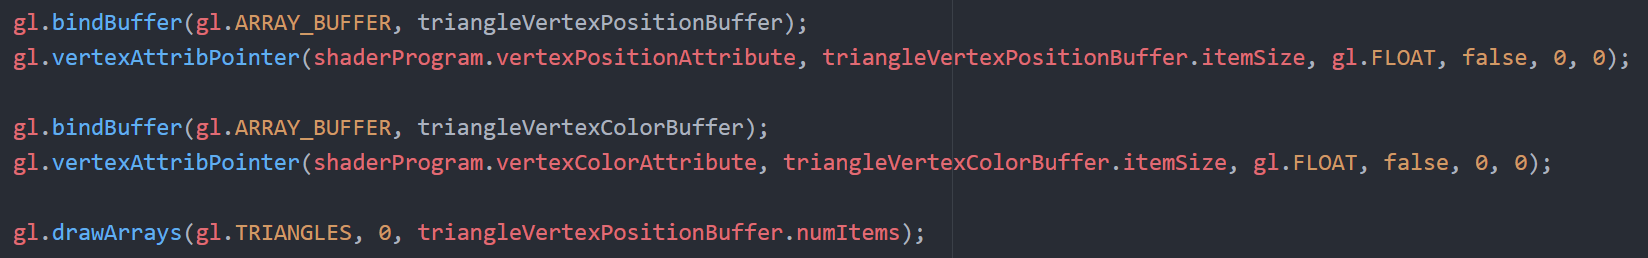 gl.bindBuffer(gl.ARRAY_BUFFER, triangleVertexPositionBuffer);
gl.vertexAttribPointer(shaderProgram.vertexPositionAttribute, triangleVertexPositionBuffer.itemSize, gl.FLOAT, false, 0, 0);
gl.bindBuffer(gl.ARRAY_BUFFER, triangleVertexColorBuffer);
gl.vertexAttribPointer(shaderProgram.vertexColorAttribute, triangleVertexColorBuffer.itemSize, gl.FLOAT, false, 0, 0);
gl.drawArrays(gl.TRIANGLES, 0, triangleVertexPositionBuffer.numItems);